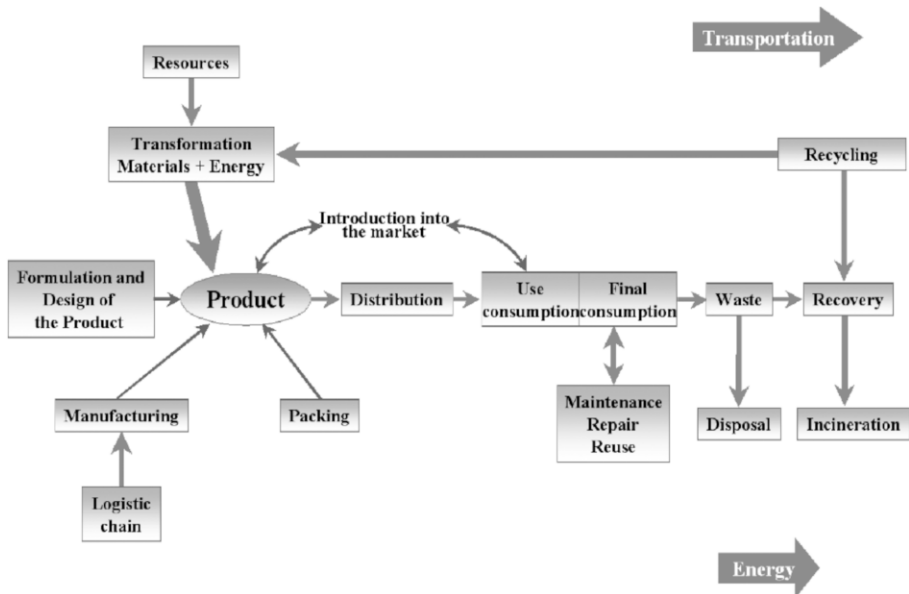 Transportation
Resources
Transformation
Materials + Energy
Recycling
Introduction into
the market
Formulation and
Design of
the Product
Product
Distribution
Use
consumption
Final
consumption
Waste
Recovery
Manufacturing
Packing
Maintenance
Repair
Reuse
Disposal
Incineration
Logistic
chain
Energy